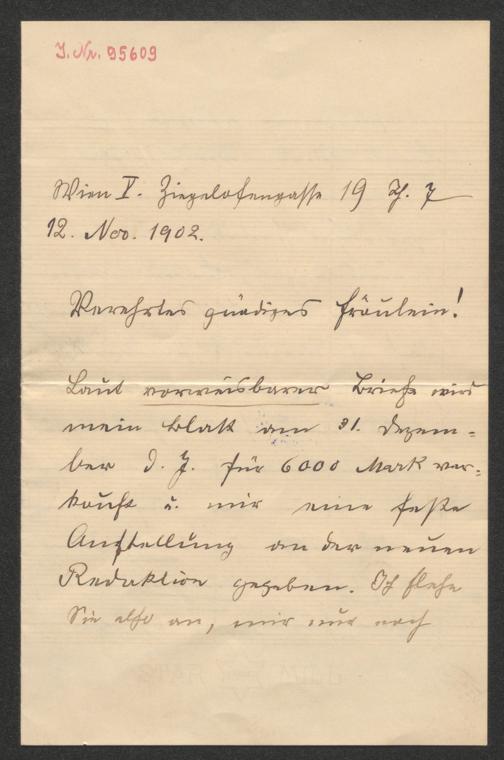 J. Nr. 95609
Wien V. Ziegelofengasse 19 Th. 7
12. Nov. 1902.
Verehrtes gnädiges Fräulein!
Laut vorweisbarer Briefe wird
mein Blatt am 31. Dezem-
ber d. J. für 6000 Mark ver-
kauft u. mir eine feste
Anstellung an der neuen
Redaktion gegeben. Ich flehe
Sie also an, mir nur noch